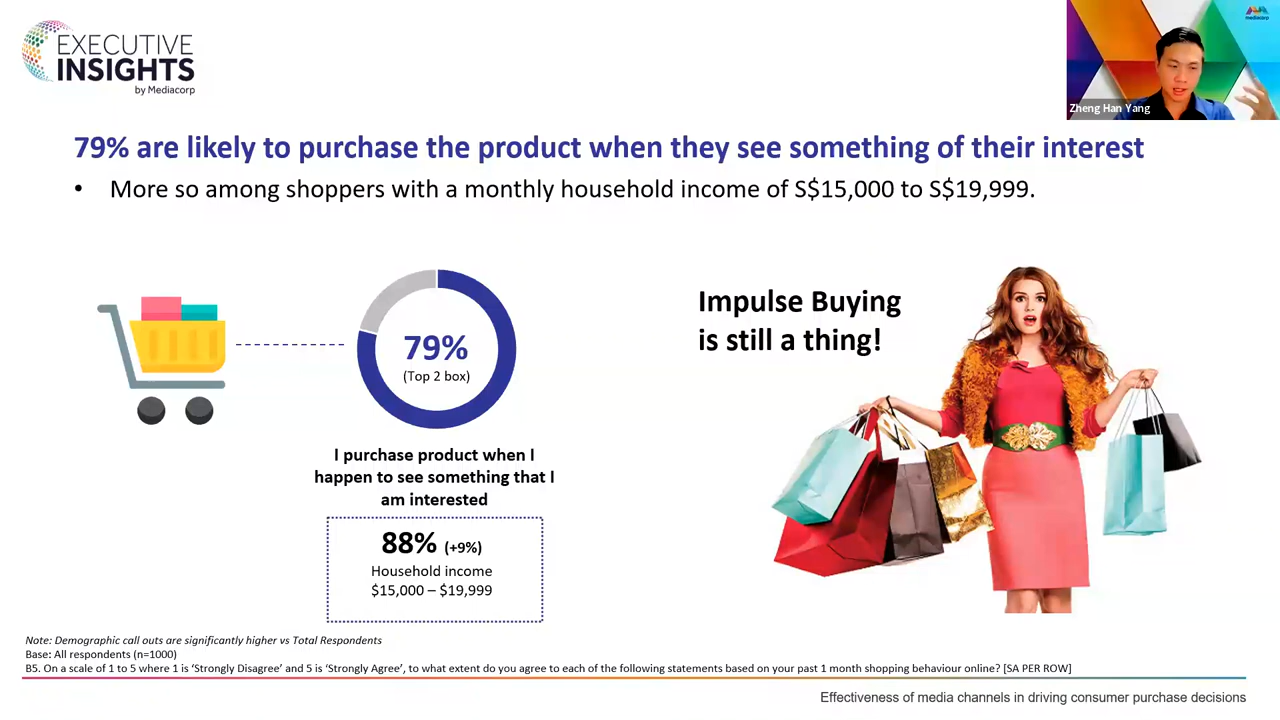 EXECUTIVE
INSIGHTS
by Mediacorp
mediacorp
Zheng Han Yang
79% are likely to purchase the product when they see something of their interest
• More so among shoppers with a monthly household income of S$15,000 to S$19,999.
79%
(Top 2 box)
I purchase product when I
happen to see something that I
am interested
88% (+9%)
Household income
$15,000 – $19,999
Impulse Buying
is still a thing!
Note: Demographic call outs are significantly higher vs Total Respondents
Base: All respondents (n=1000)
B5. On a scale of 1 to 5 where 1 is ‘Strongly Disagree’ and 5 is ‘Strongly Agree’, to what extent do you agree to each of the following statements based on your past 1 month shopping behaviour online? [SA PER ROW]
Effectiveness of media channels in driving consumer purchase decisions